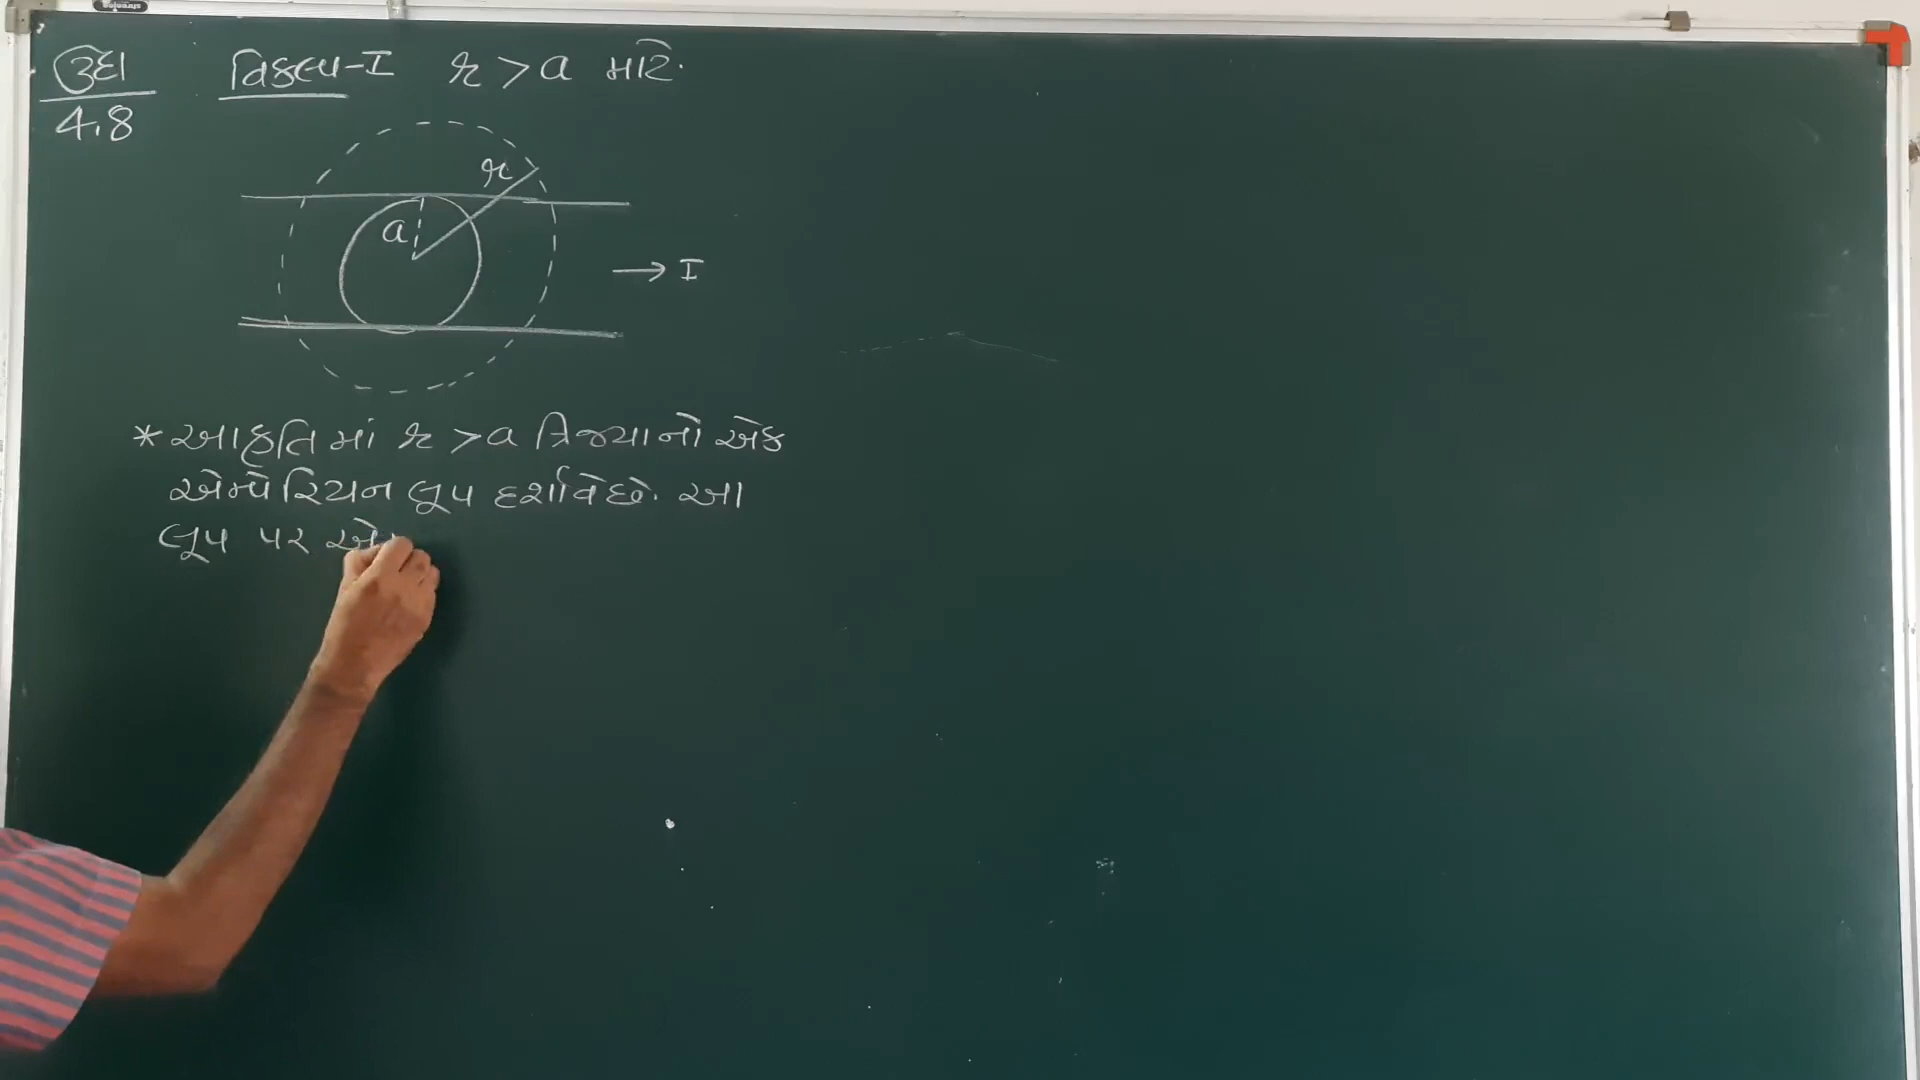 ઉદા વિકલ્પ-I r > a માટે.
4.8
r
a
→ I
* આકૃતિમાં r > a ત્રિજ્યાનો એક
એમ્પેરિયન લૂપ દર્શાવે છે. આ
લૂપ પર